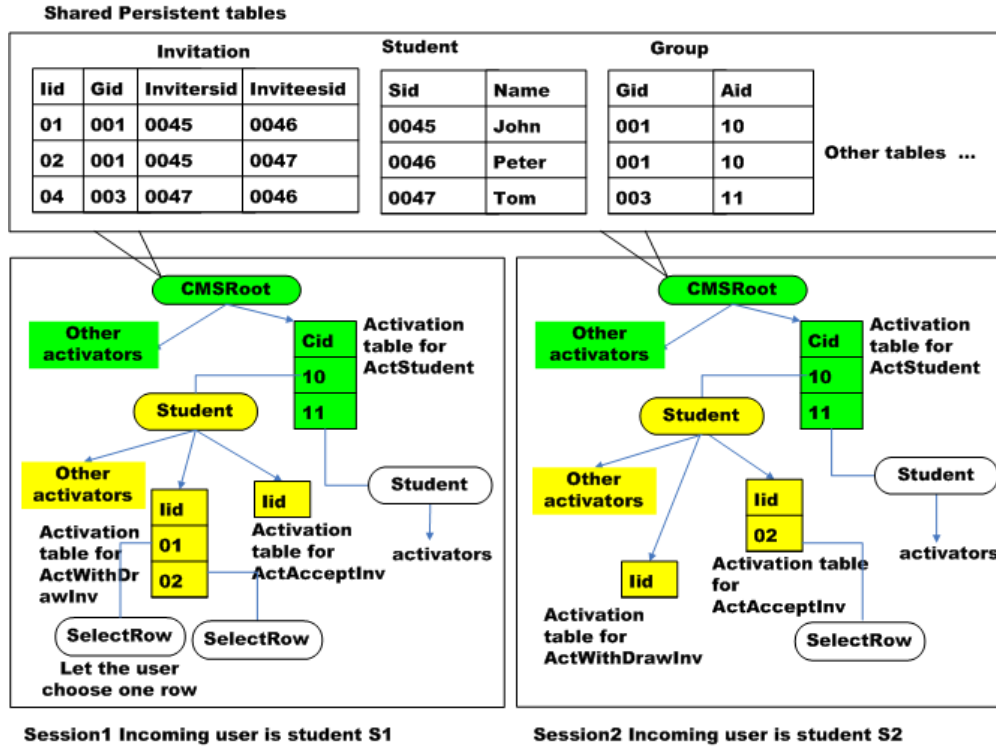 Shared Persistent tables
Invitation
Student
Group
Iid Gid Invitersid Inviteesid
01 001 0045 0046
02 001 0045 0047
04 003 0047 0046
Sid Name
0045 John
0046 Peter
0047 Tom
Gid Aid
001 10
001 10
003 11
Other tables ...
CMSRoot
Other
activators
Cid
10
11
Activation
table for
ActStudent
Student
Other
activators
Iid
01
02
Activation
table for
ActWithDr
awInv
Iid
Activation
table for
ActAcceptInv
Student
activators
SelectRow
SelectRow
Let the user
choose one row
CMSRoot
Other
activators
Cid
10
11
Activation
table for
ActStudent
Student
Other
activators
Iid
Activation
table for
ActWithDrawInv
Iid
02
Activation table
for
ActAcceptInv
Student
activators
SelectRow
Session1 Incoming user is student S1
Session2 Incoming user is student S2